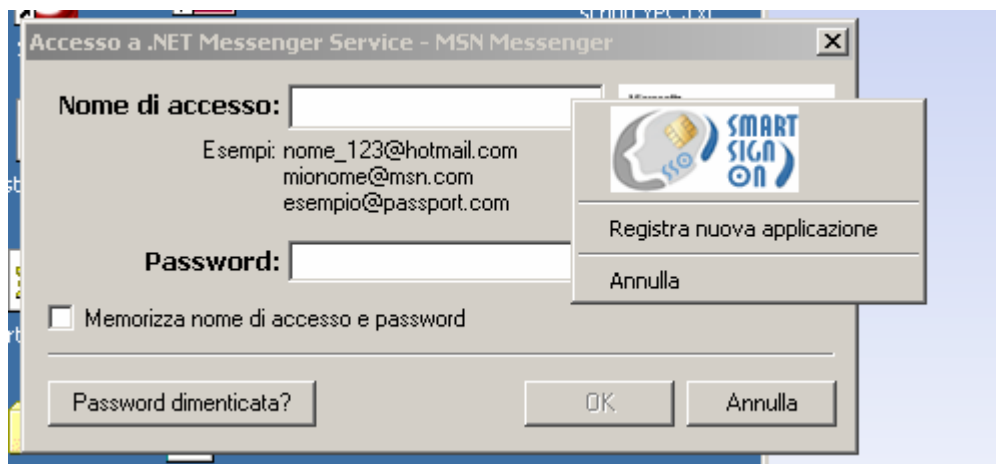 Accesso a .NET Messenger Service - MSN Messenger
Nome di accesso:
Esempi: nome_123@hotmail.com
mionome@msn.com
esempio@passport.com
SMART
SIGN
ON
SSO
Registra nuova applicazione
Annulla
Password:
Memorizza nome di accesso e password
Password dimenticata?
OK
Annulla